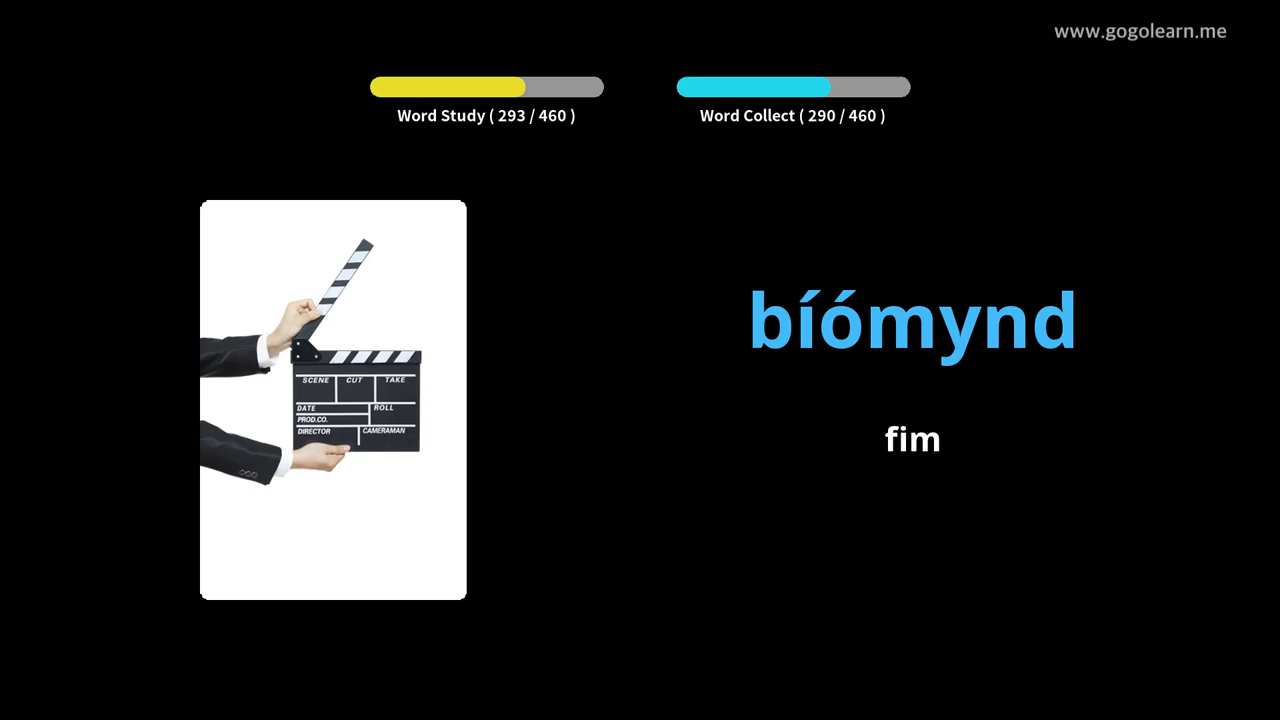 www.gogolearn.me
Word Study ( 293 / 460 )
Word Collect ( 290 / 460 )
SCENE CUT TAKE
DATE ROLL
PROD.CO.
DIRECTOR CAMERAMAN
bíómynd
fim